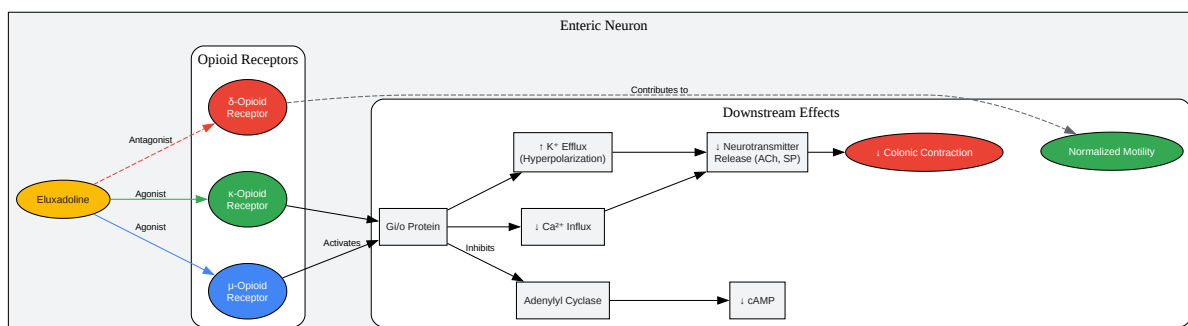 Enteric Neuron
Opioid Receptors
δ-Opioid
Receptor
Contributes to
Downstream Effects
Antagonist
↑ K⁺ Efflux
(Hyperpolarization)
↓ Neurotransmitter
Release (ACh, SP)
↓ Colonic Contraction
Normalized Motility
Eluxadoline
Agonist
κ-Opioid
Receptor
Agonist
Gi/o Protein
↓ Ca²⁺ Influx
Activates
Inhibits
μ-Opioid
Receptor
Adenylyl Cyclase
↓ cAMP